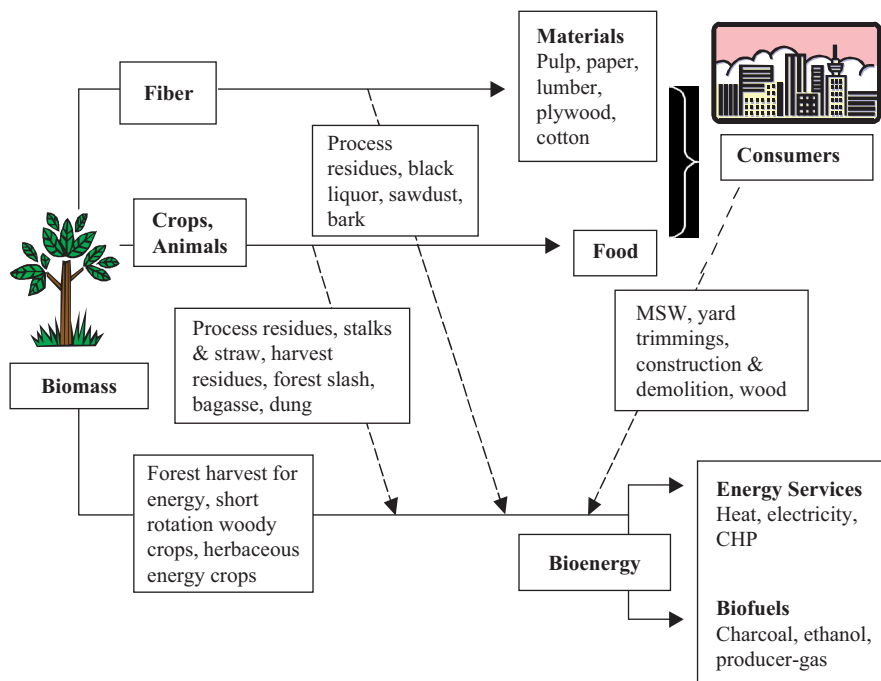 Materials
Pulp, paper,
lumber,
plywood,
cotton
Fiber
Consumers
Process
residues, black
liquor, sawdust,
bark
Crops,
Animals
Food
Process residues, stalks
& straw, harvest
residues, forest slash,
bagasse, dung
MSW, yard
trimmings,
construction &
demolition, wood
Biomass
Forest harvest for
energy, short
rotation woody
crops, herbaceous
energy crops
Bioenergy
Energy Services
Heat, electricity,
CHP
Biofuels
Charcoal, ethanol,
producer-gas